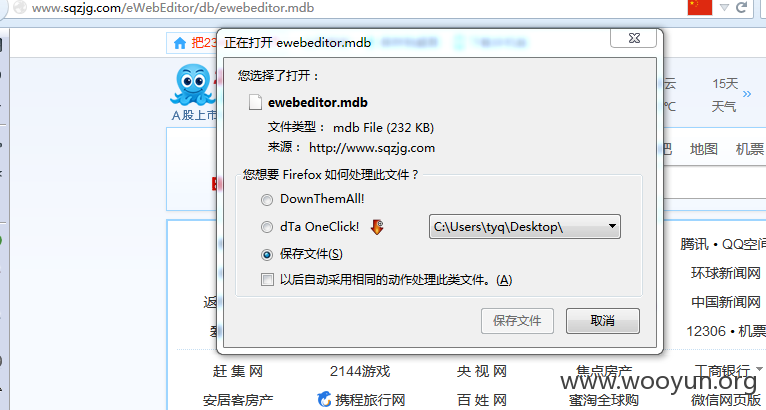 www.sqzjg.com/eWebEditor/db/ewebeditor.mdb
正在打开 ewebeditor.mdb
您选择了打开：
ewebeditor.mdb
文件类型： mdb File (232 KB)
来源： http://www.sqzjg.com
您想要 Firefox 如何处理此文件？
DownThemAll!
dTa OneClick!
C:\Users\tyq\Desktop\
保存文件(S)
以后自动采用相同的动作处理此类文件。(A)
保存文件
取消
把23
A股上市
云
℃
15天
天气
»
吧 地图 机票
腾讯 • QQ空间
环球新闻网
中国新闻网
12306 • 机票
赶 集 网
2144游戏
央 视 网
焦点房产
工商银行
安居客房产
携程旅行网
百 姓 网
蜜淘全球购
微信网页版
www.wooyun.org